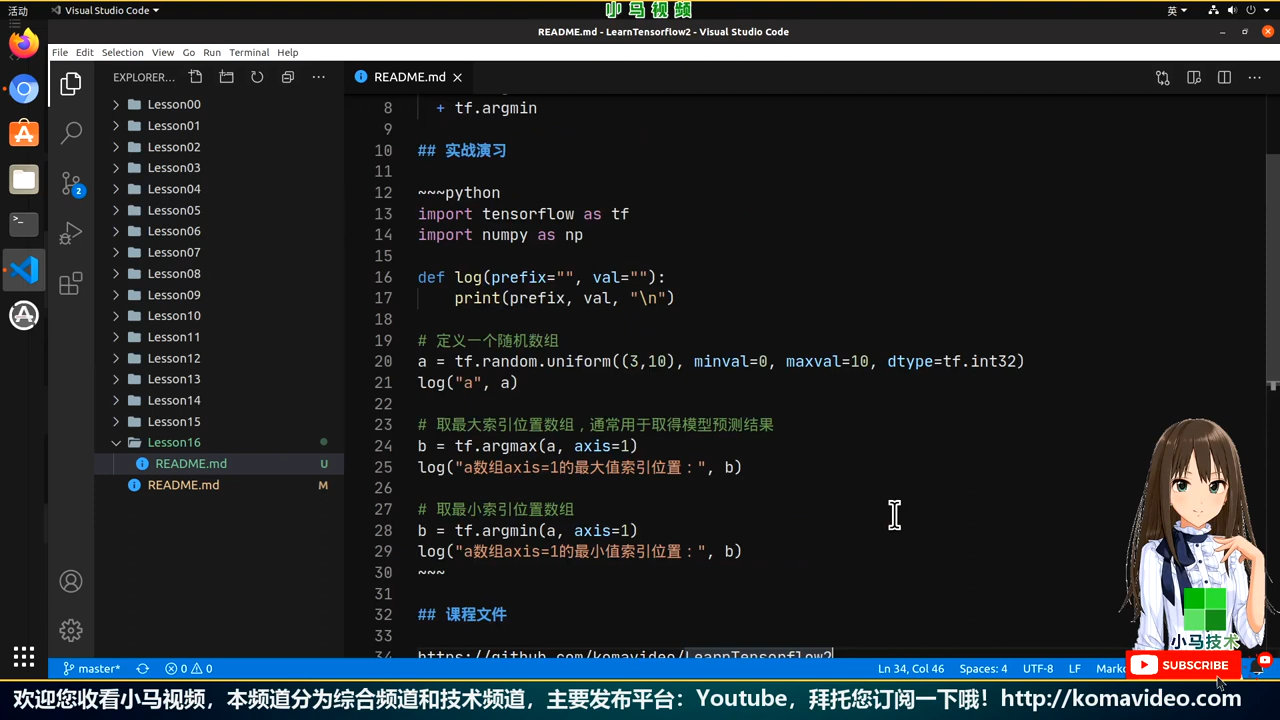 活动
Visual Studio Code
小马视频
英
README.md - LearnTensorflow2 - Visual Studio Code
File Edit Selection View Go Run Terminal Help
EXPLORER...
README.md
Lesson00
Lesson01
Lesson02
Lesson03
Lesson04
Lesson05
Lesson06
Lesson07
Lesson08
Lesson09
Lesson10
Lesson11
Lesson12
Lesson13
Lesson14
Lesson15
Lesson16
README.md U
README.md M
2
8 + tf.argmin
9
10 ## 实战演习
11
12 ~~~python
13 import tensorflow as tf
14 import numpy as np
15
16 def log(prefix="", val=""):
17 print(prefix, val, "\n")
18
19 # 定义一个随机数组
20 a = tf.random.uniform((3,10), minval=0, maxval=10, dtype=tf.int32)
21 log("a", a)
22
23 # 取最大索引位置数组，通常用于取得模型预测结果
24 b = tf.argmax(a, axis=1)
25 log("a数组axis=1的最大值索引位置：", b)
26
27 # 取最小索引位置数组
28 b = tf.argmin(a, axis=1)
29 log("a数组axis=1的最小值索引位置：", b)
30 ~~~
31
32 ## 课程文件
33
34 https://github.com/komavideo/LearnTensorflow2
小马技术
SUBSCRIBE
master* 0 0 Ln 34, Col 46 Spaces: 4 UTF-8 LF
欢迎您收看小马视频，本频道分为综合频道和技术频道，主要发布平台：Youtube，拜托您订阅一下哦！http://komavideo.com